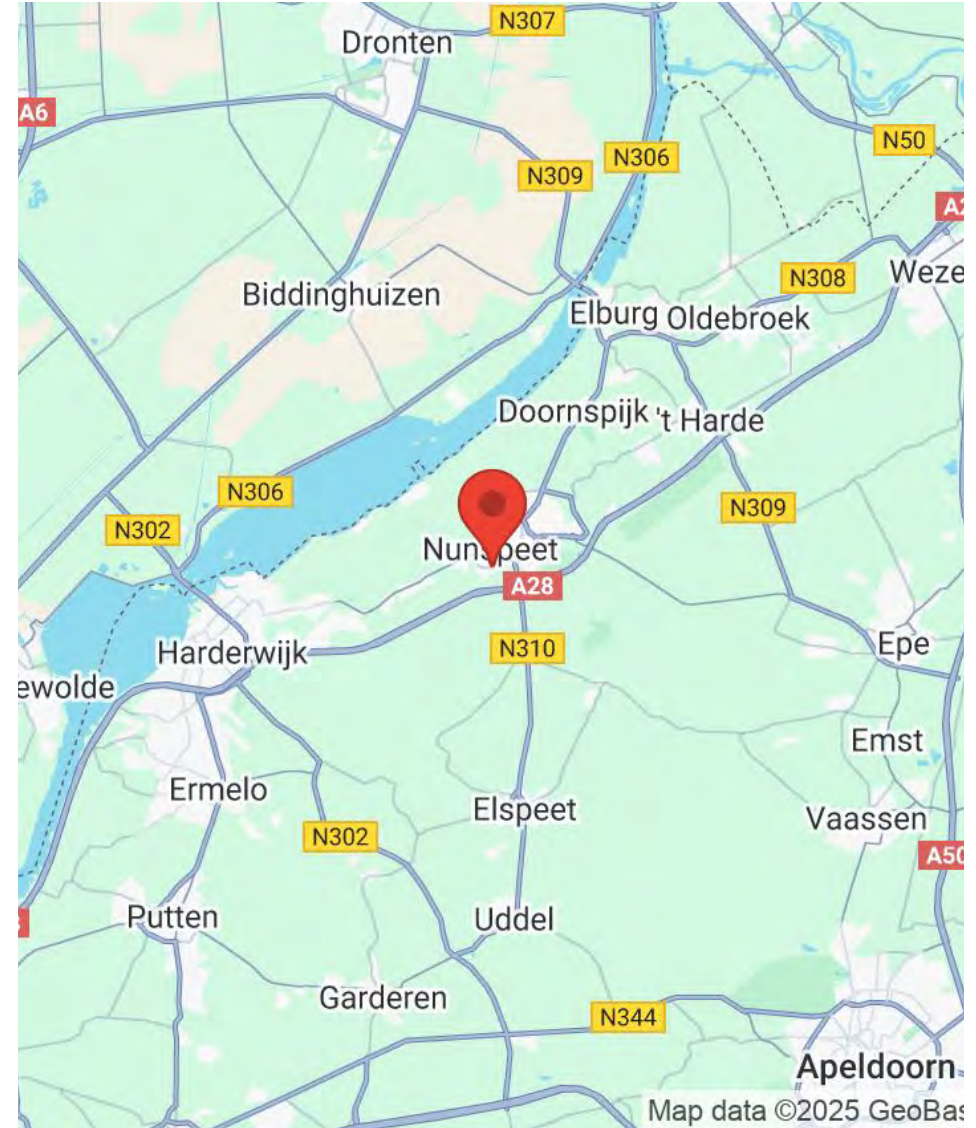 N307
Dronten
A6
N50
N306
N309
A2
N308
Weze
Biddinghuizen
Elburg
Oldebroek
Doornspijk
't Harde
N306
N302
N309
Nunspeet
A28
Harderwijk
N310
Epe
ewolde
Emst
Ermelo
Elspeet
Vaassen
N302
A50
Putten
Uddel
Garderen
N344
Apeldoorn
Map data ©2025 GeoBas